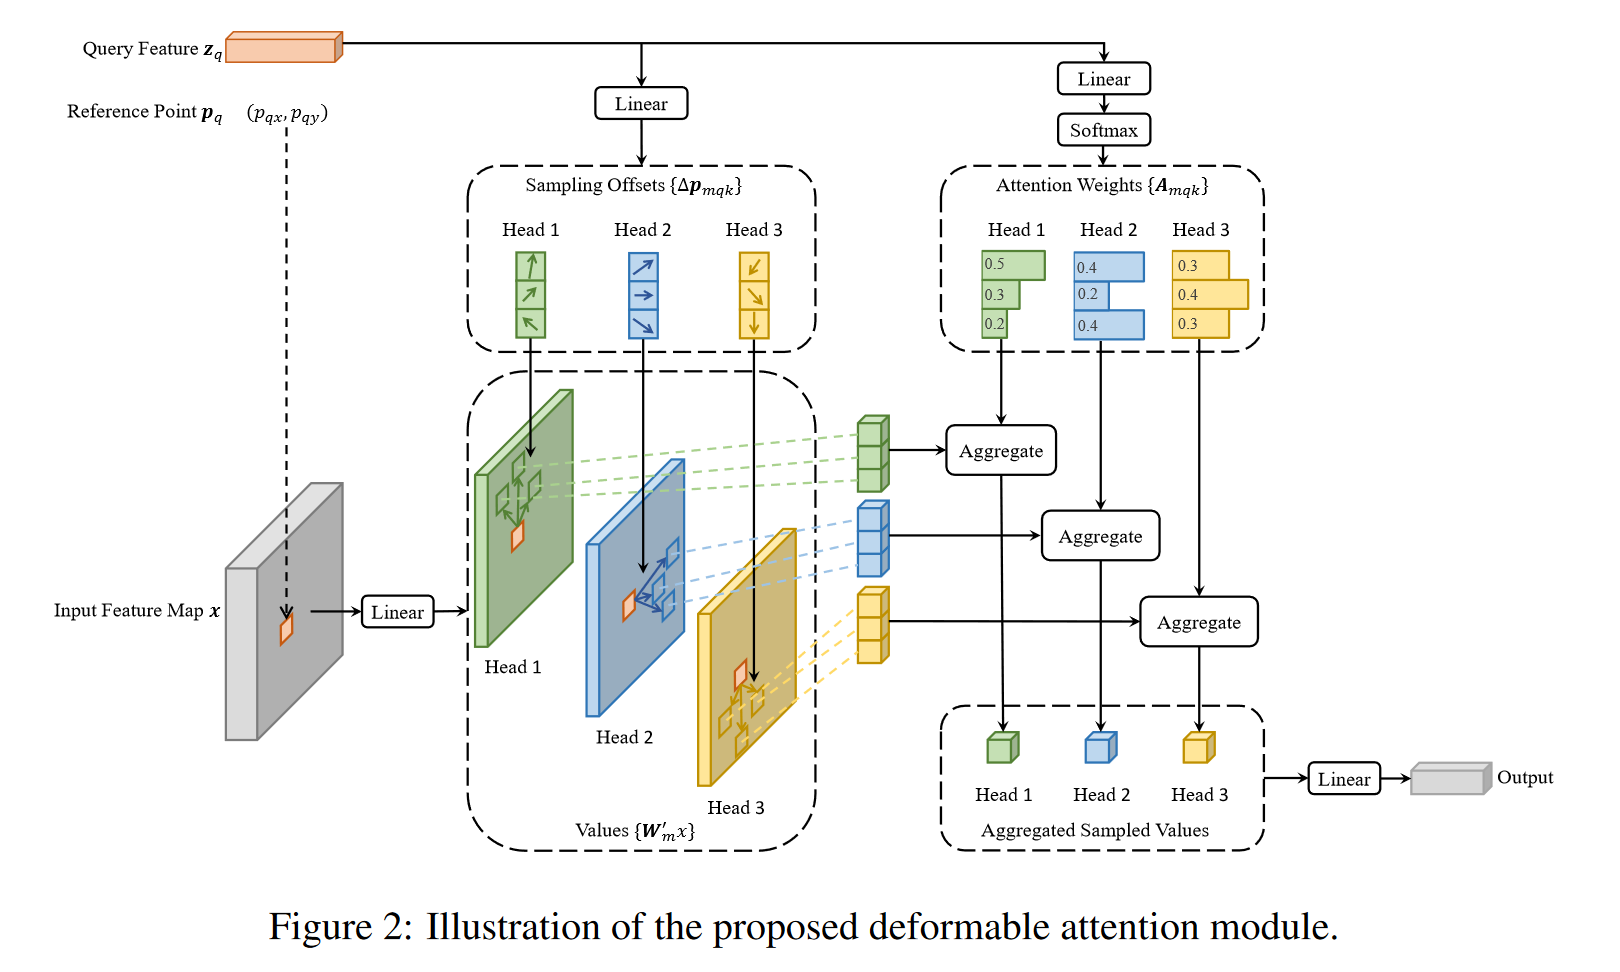 Query Feature z_q
Linear
Linear
Reference Point p_q (p_qx, p_qy)
Softmax
Sampling Offsets {Δp_mqk}
Attention Weights {A_mqk}
Head 1 Head 2 Head 3
Head 1 Head 2 Head 3
0.5 0.4 0.3
0.3 0.2 0.4
0.2 0.4 0.3
Aggregate
Aggregate
Aggregate
Input Feature Map x
Linear
Head 1
Head 2
Head 3
Values {W′_m x}
Head 1 Head 2 Head 3
Aggregated Sampled Values
Linear
Output
Figure 2: Illustration of the proposed deformable attention module.